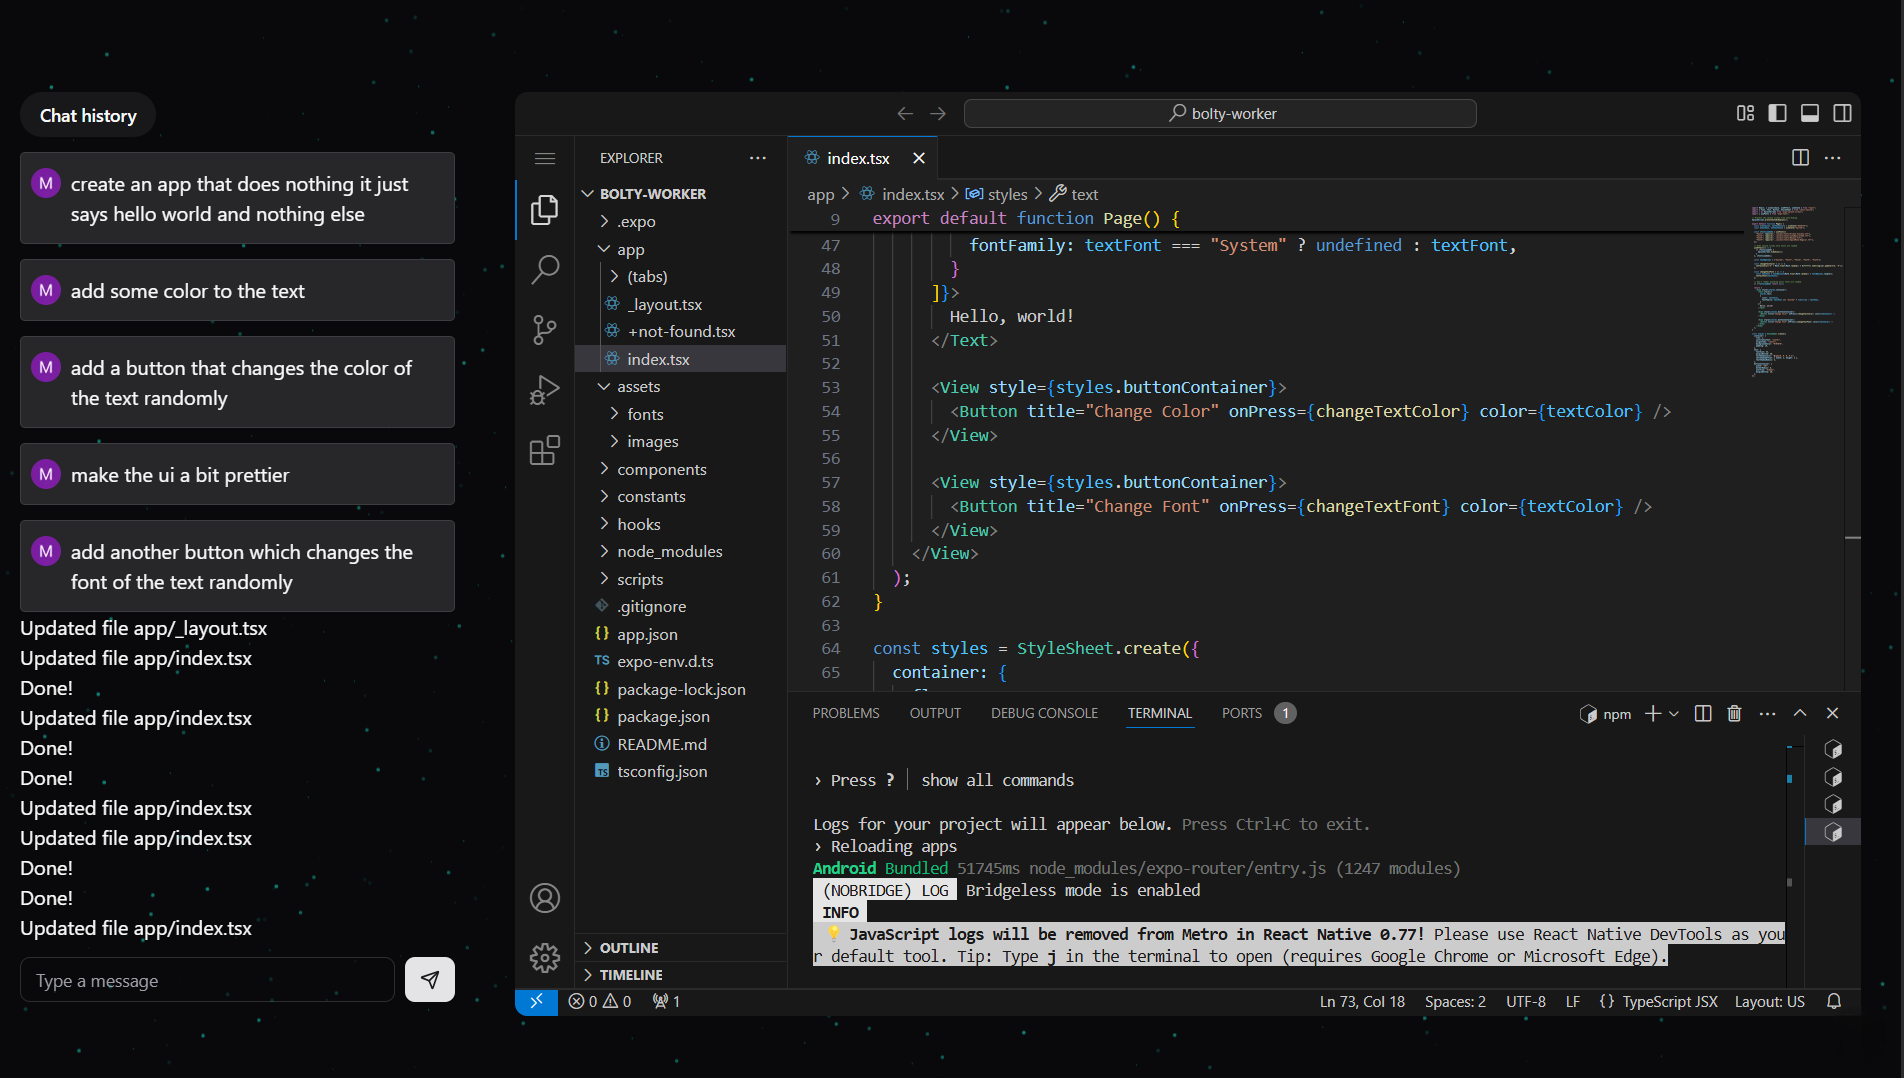 Chat history
M
create an app that does nothing it just
says hello world and nothing else
M
add some color to the text
M
add a button that changes the color of
the text randomly
M
make the ui a bit prettier
M
add another button which changes the
font of the text randomly
Updated file app/_layout.tsx
Updated file app/index.tsx
Done!
Updated file app/index.tsx
Done!
Done!
Updated file app/index.tsx
Updated file app/index.tsx
Done!
Done!
Updated file app/index.tsx
Type a message
bolty-worker
EXPLORER
BOLTY-WORKER
.expo
app
(tabs)
_layout.tsx
+not-found.tsx
index.tsx
assets
fonts
images
components
constants
hooks
node_modules
scripts
.gitignore
{} app.json
TS expo-env.d.ts
{} package-lock.json
{} package.json
README.md
TS tsconfig.json
OUTLINE
TIMELINE
index.tsx
app > index.tsx > styles > text
9 export default function Page() {
47 fontFamily: textFont === "System" ? undefined : textFont,
48 }
49 ]}>
50 Hello, world!
51 </Text>
52
53 <View style={styles.buttonContainer}>
54 <Button title="Change Color" onPress={changeTextColor} color={textColor} />
55 </View>
56
57 <View style={styles.buttonContainer}>
58 <Button title="Change Font" onPress={changeTextFont} color={textColor} />
59 </View>
60 </View>
61 );
62 }
63
64 const styles = StyleSheet.create({
65 container: {
PROBLEMS OUTPUT DEBUG CONSOLE TERMINAL PORTS 1
npm
› Press ? │ show all commands
Logs for your project will appear below. Press Ctrl+C to exit.
› Reloading apps
Android Bundled 51745ms node_modules/expo-router/entry.js (1247 modules)
(NOBRIDGE) LOG Bridgeless mode is enabled
INFO
💡 JavaScript logs will be removed from Metro in React Native 0.77! Please use React Native DevTools as you
r default tool. Tip: Type j in the terminal to open (requires Google Chrome or Microsoft Edge).
0 0 1
Ln 73, Col 18 Spaces: 2 UTF-8 LF {} TypeScript JSX Layout: US